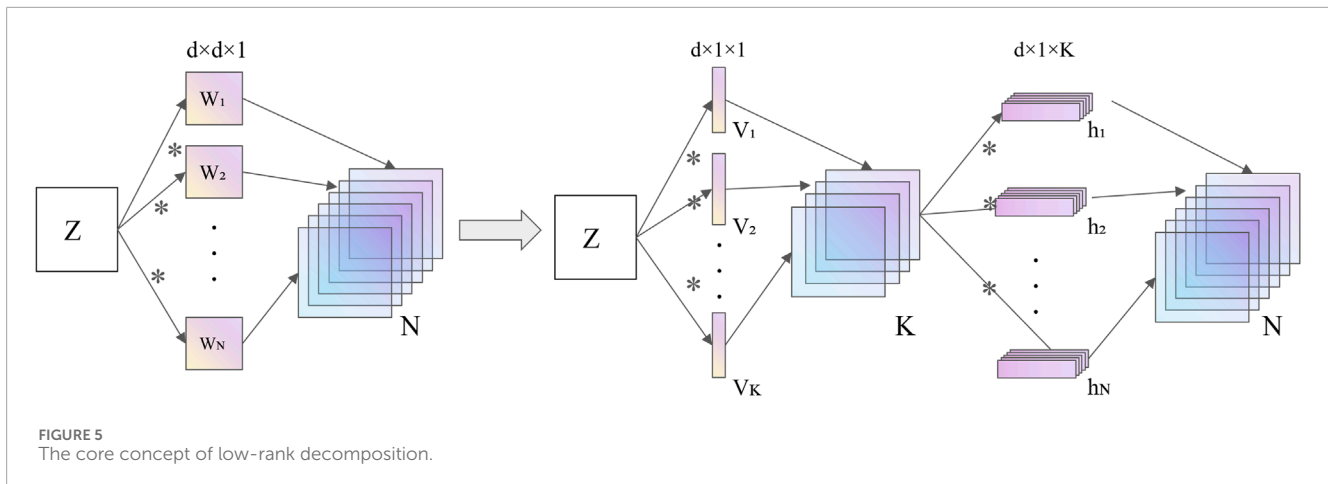 d×d×1
W1
*
W2
*
Z
*
WN
N
d×1×1
V1
*
*
V2
Z
*
VK
K
d×1×K
h1
*
*
h2
*
hN
N
FIGURE 5
The core concept of low-rank decomposition.